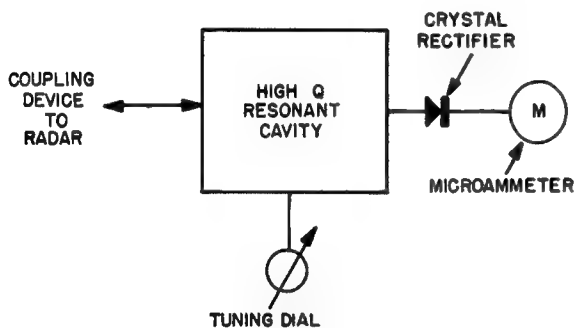 COUPLING
DEVICE
TO
RADAR
HIGH Q
RESONANT
CAVITY
CRYSTAL
RECTIFIER
M
MICROAMMETER
TUNING DIAL